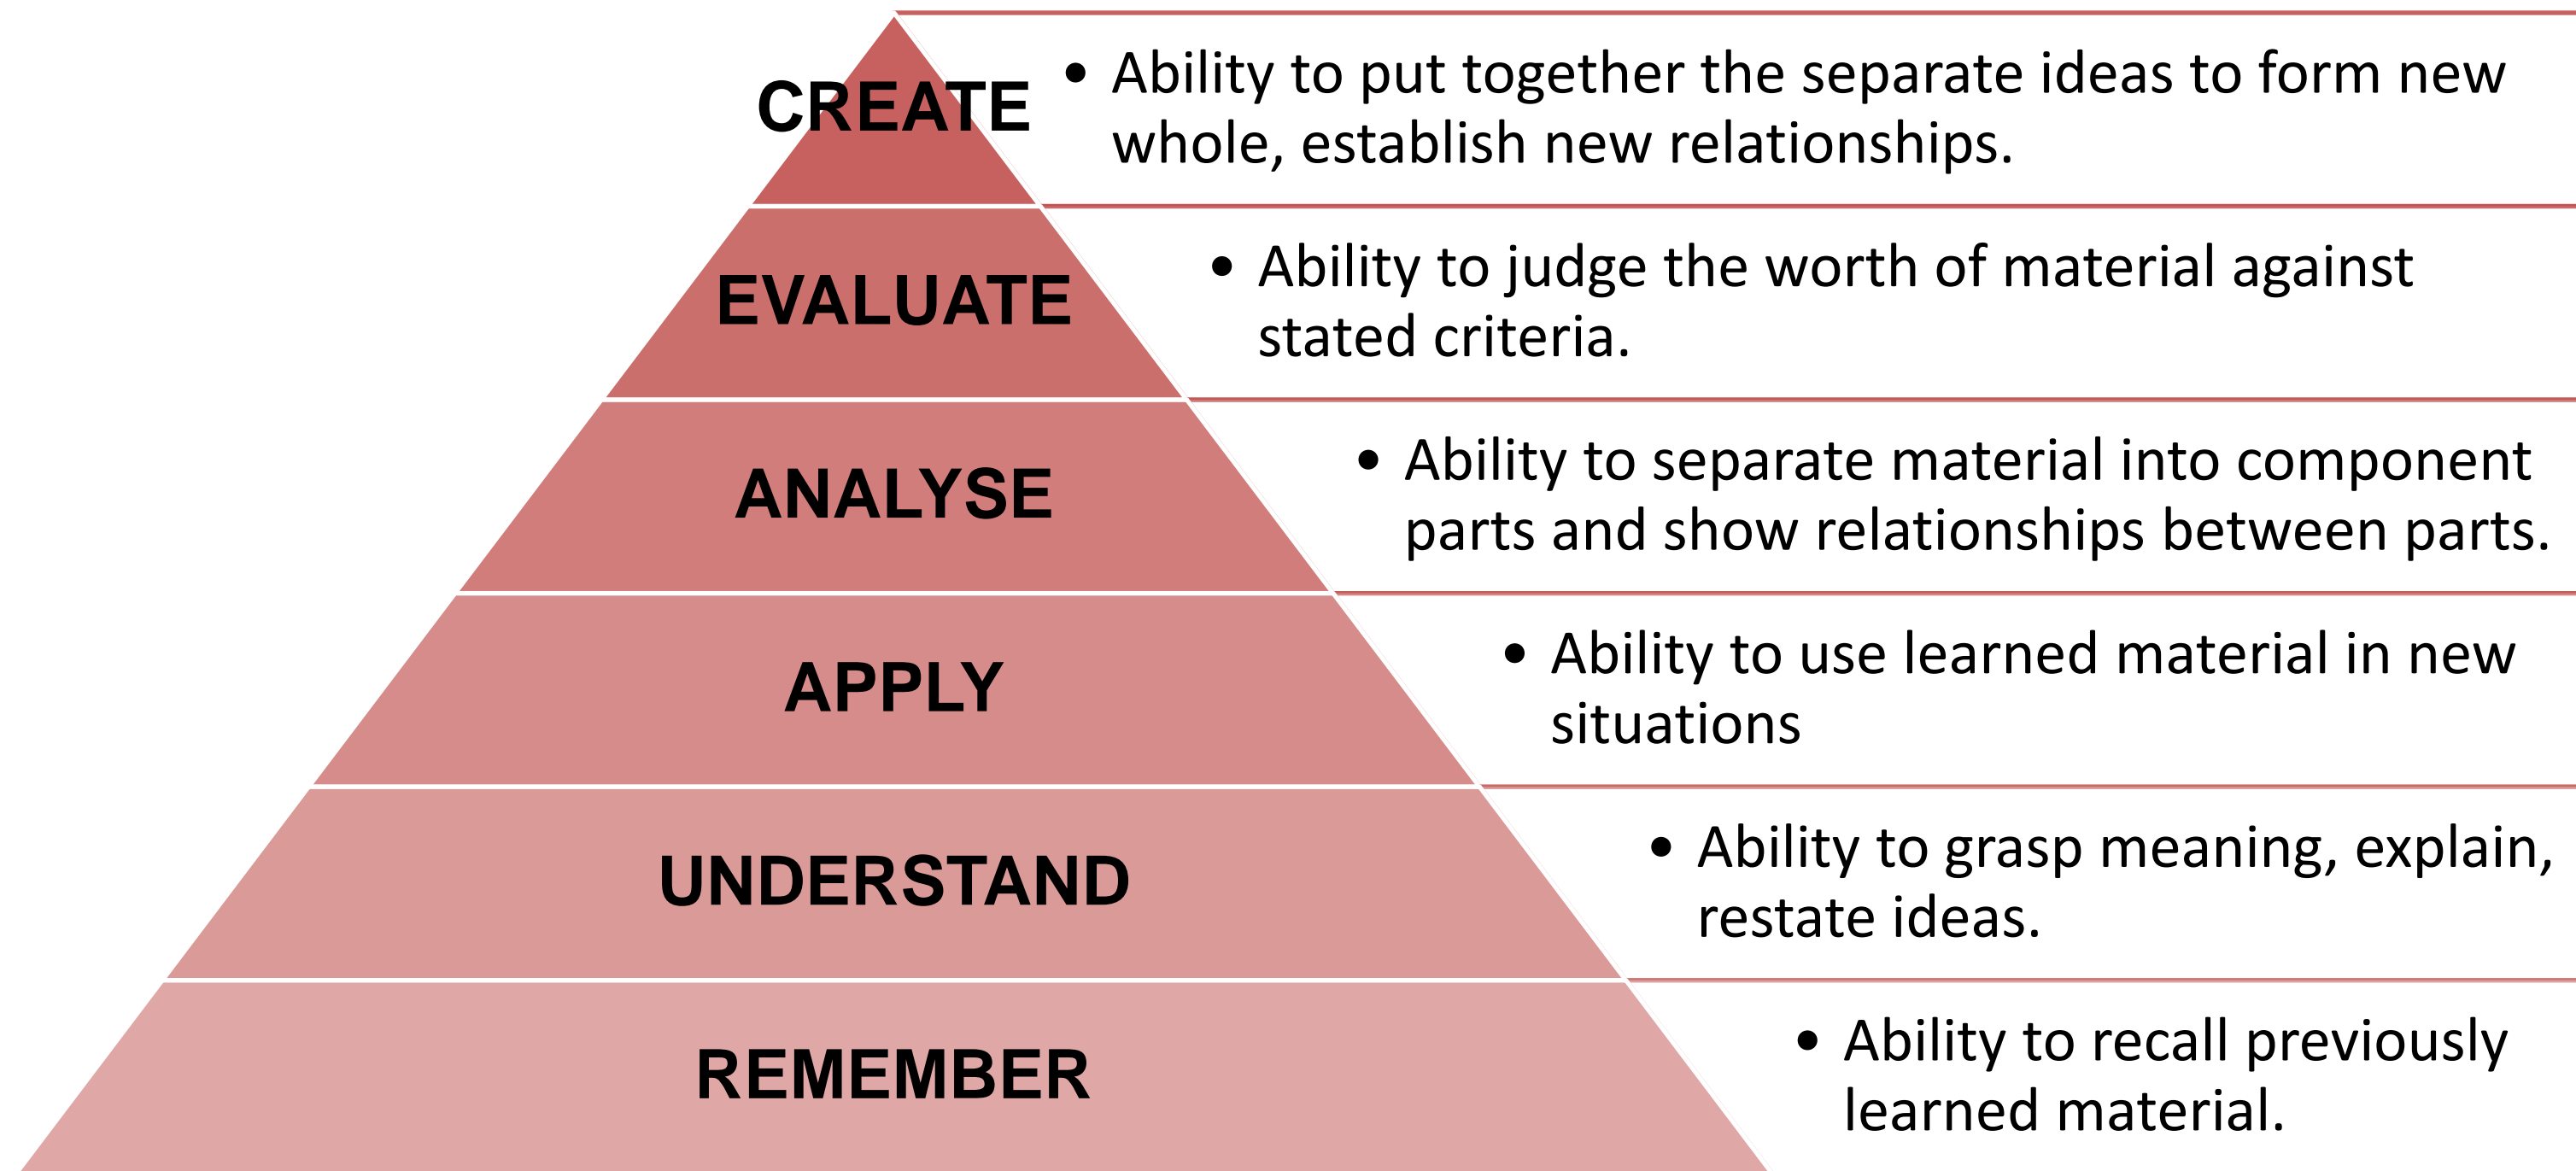 CREATE
• Ability to put together the separate ideas to form new
whole, establish new relationships.
EVALUATE
• Ability to judge the worth of material against
stated criteria.
ANALYSE
• Ability to separate material into component
parts and show relationships between parts.
APPLY
• Ability to use learned material in new
situations
UNDERSTAND
• Ability to grasp meaning, explain,
restate ideas.
REMEMBER
• Ability to recall previously
learned material.